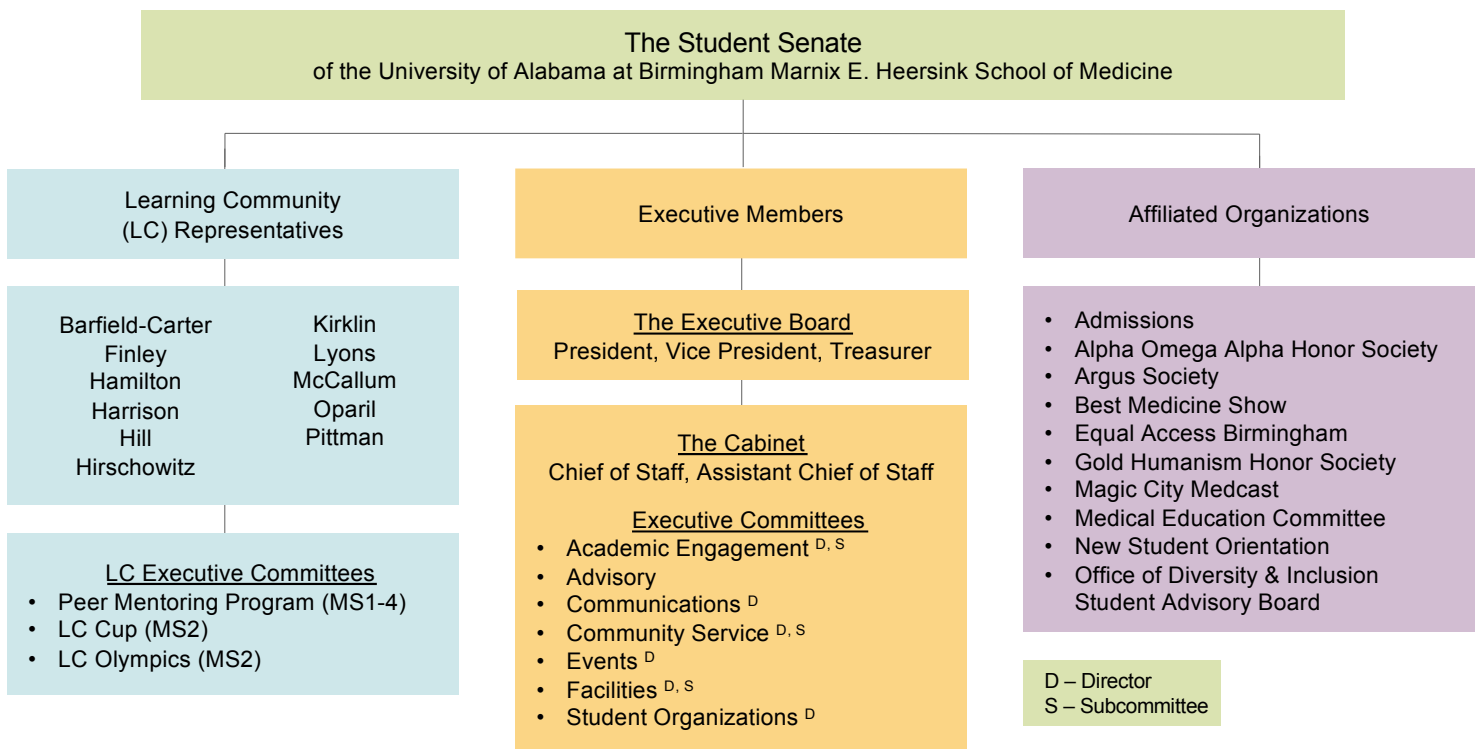 The Student Senate
of the University of Alabama at Birmingham Marnix E. Heersink School of Medicine
Learning Community
(LC) Representatives
Barfield-Carter
Finley
Hamilton
Harrison
Hill
Hirschowitz
Kirklin
Lyons
McCallum
Oparil
Pittman
LC Executive Committees
• Peer Mentoring Program (MS1-4)
• LC Cup (MS2)
• LC Olympics (MS2)
Executive Members
The Executive Board
President, Vice President, Treasurer
The Cabinet
Chief of Staff, Assistant Chief of Staff
Executive Committees
• Academic Engagement D, S
• Advisory
• Communications D
• Community Service D, S
• Events D
• Facilities D, S
• Student Organizations D
Affiliated Organizations
• Admissions
• Alpha Omega Alpha Honor Society
• Argus Society
• Best Medicine Show
• Equal Access Birmingham
• Gold Humanism Honor Society
• Magic City Medcast
• Medical Education Committee
• New Student Orientation
• Office of Diversity & Inclusion
Student Advisory Board
D – Director
S – Subcommittee